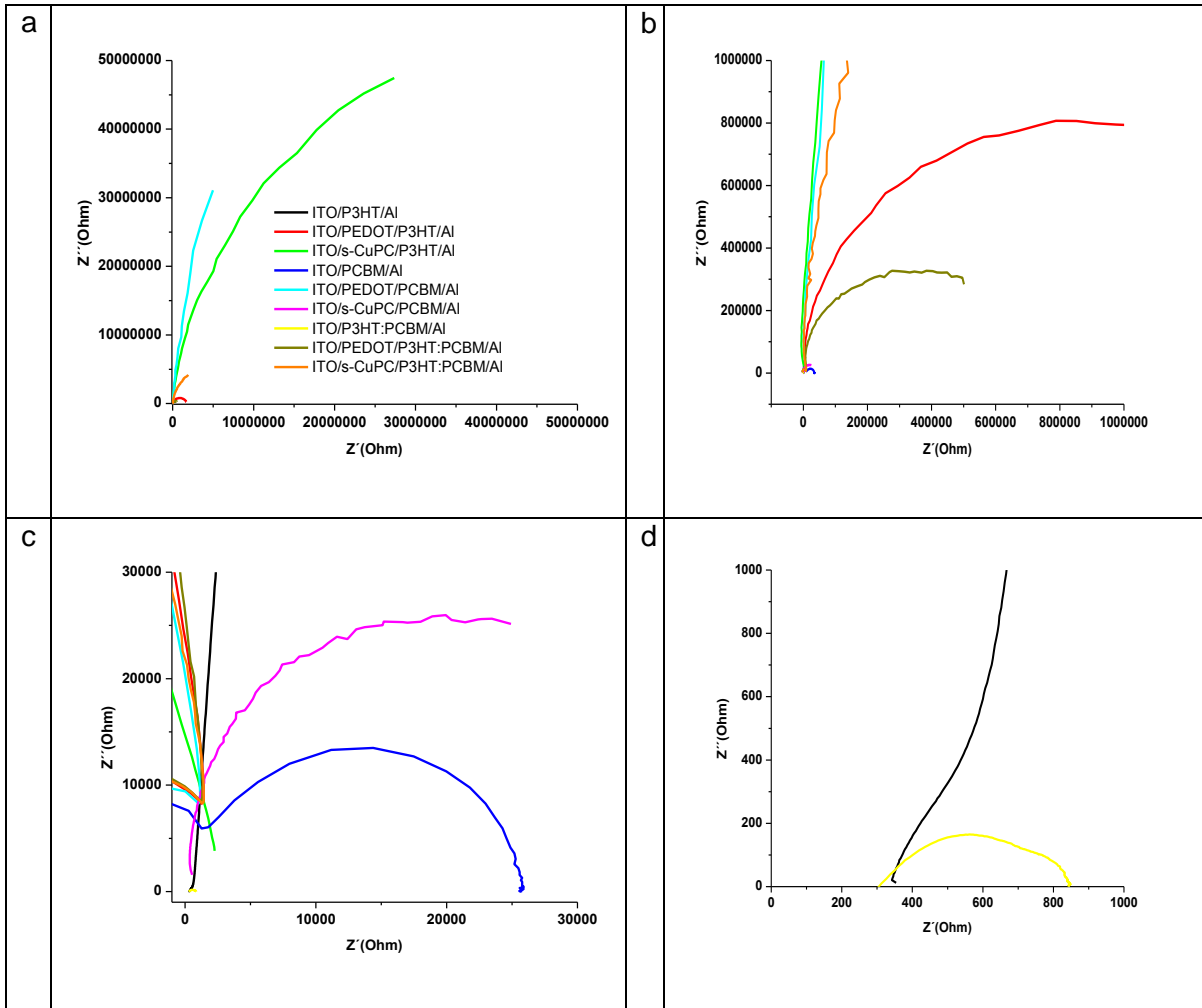 a
50000000
40000000
30000000
20000000
10000000
0
Z´´(Ohm)
ITO/P3HT/Al
ITO/PEDOT/P3HT/Al
ITO/s-CuPC/P3HT/Al
ITO/PCBM/Al
ITO/PEDOT/PCBM/Al
ITO/s-CuPC/PCBM/Al
ITO/P3HT:PCBM/Al
ITO/PEDOT/P3HT:PCBM/Al
ITO/s-CuPC/P3HT:PCBM/Al
0 10000000 20000000 30000000 40000000 50000000
Z´(Ohm)
b
1000000
800000
600000
400000
200000
0
Z´´(Ohm)
0 200000 400000 600000 800000 1000000
Z´(Ohm)
c
30000
20000
10000
0
Z´´(Ohm)
0 10000 20000 30000
Z´(Ohm)
d
1000
800
600
400
200
0
Z´´(Ohm)
0 200 400 600 800 1000
Z´(Ohm)